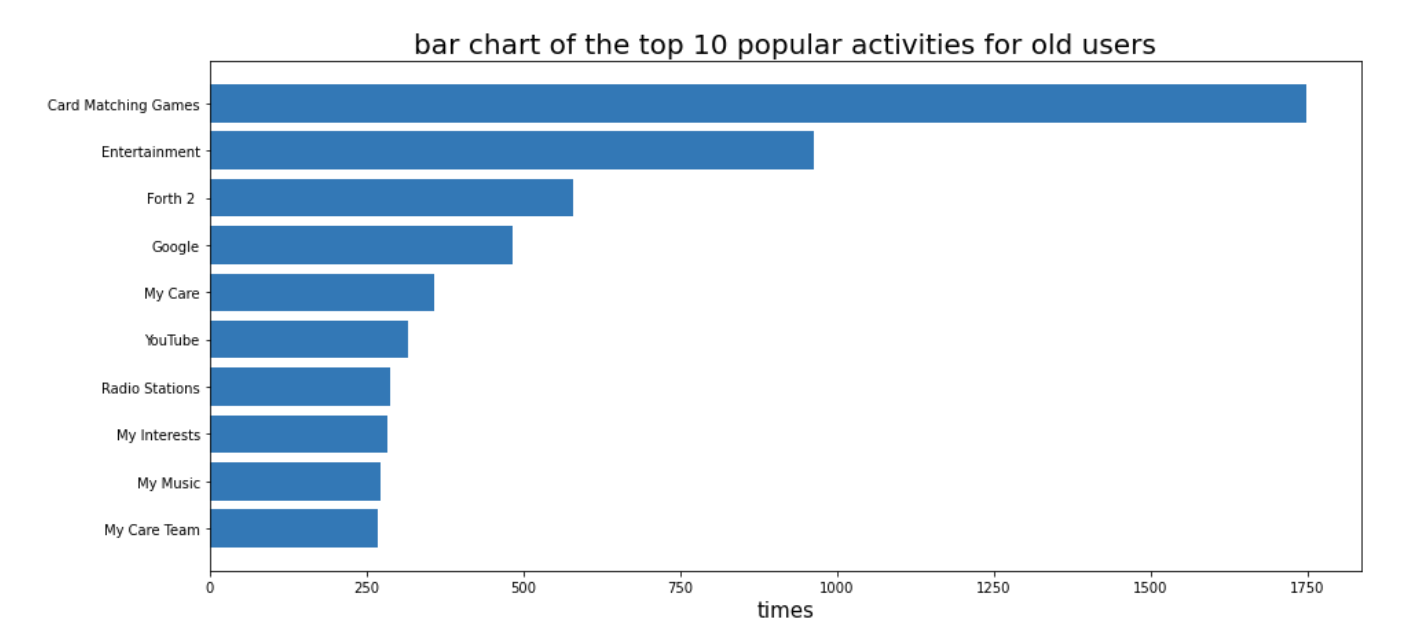 bar chart of the top 10 popular activities for old users
Card Matching Games
Entertainment
Forth 2
Google
My Care
YouTube
Radio Stations
My Interests
My Music
My Care Team
0 250 500 750 1000 1250 1500 1750
times